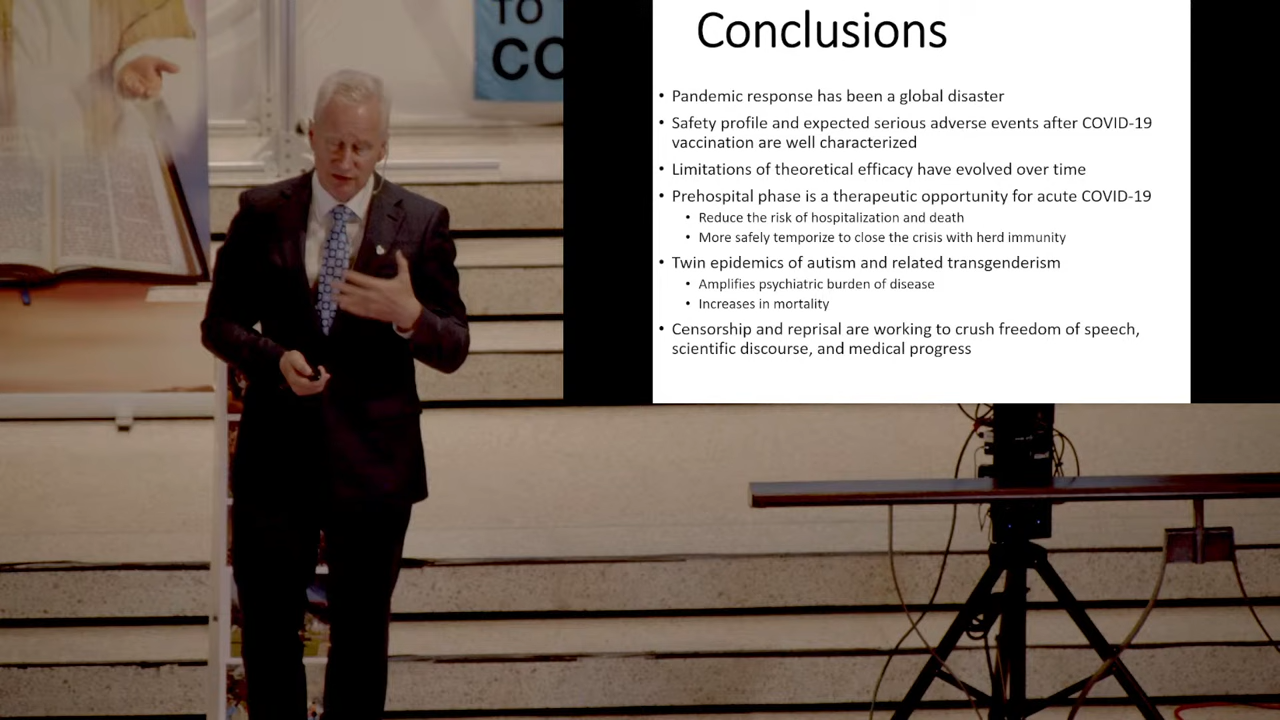 TO
CO
Conclusions
• Pandemic response has been a global disaster
• Safety profile and expected serious adverse events after COVID-19
vaccination are well characterized
• Limitations of theoretical efficacy have evolved over time
• Prehospital phase is a therapeutic opportunity for acute COVID-19
• Reduce the risk of hospitalization and death
• More safely temporize to close the crisis with herd immunity
• Twin epidemics of autism and related transgenderism
• Amplifies psychiatric burden of disease
• Increases in mortality
• Censorship and reprisal are working to crush freedom of speech,
scientific discourse, and medical progress